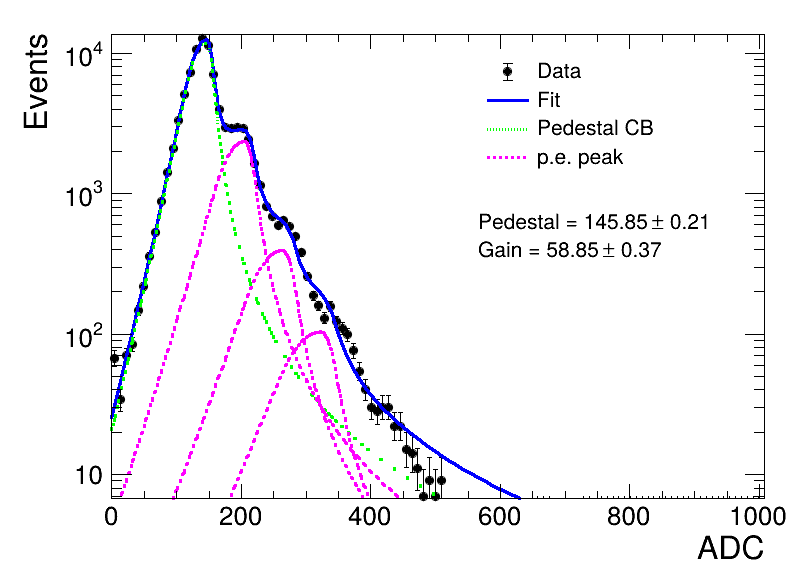 Events
10⁴
10³
10²
10
0
200
400
600
800
1000
ADC
Data
Fit
Pedestal CB
p.e. peak
Pedestal = 145.85 ± 0.21
Gain = 58.85 ± 0.37